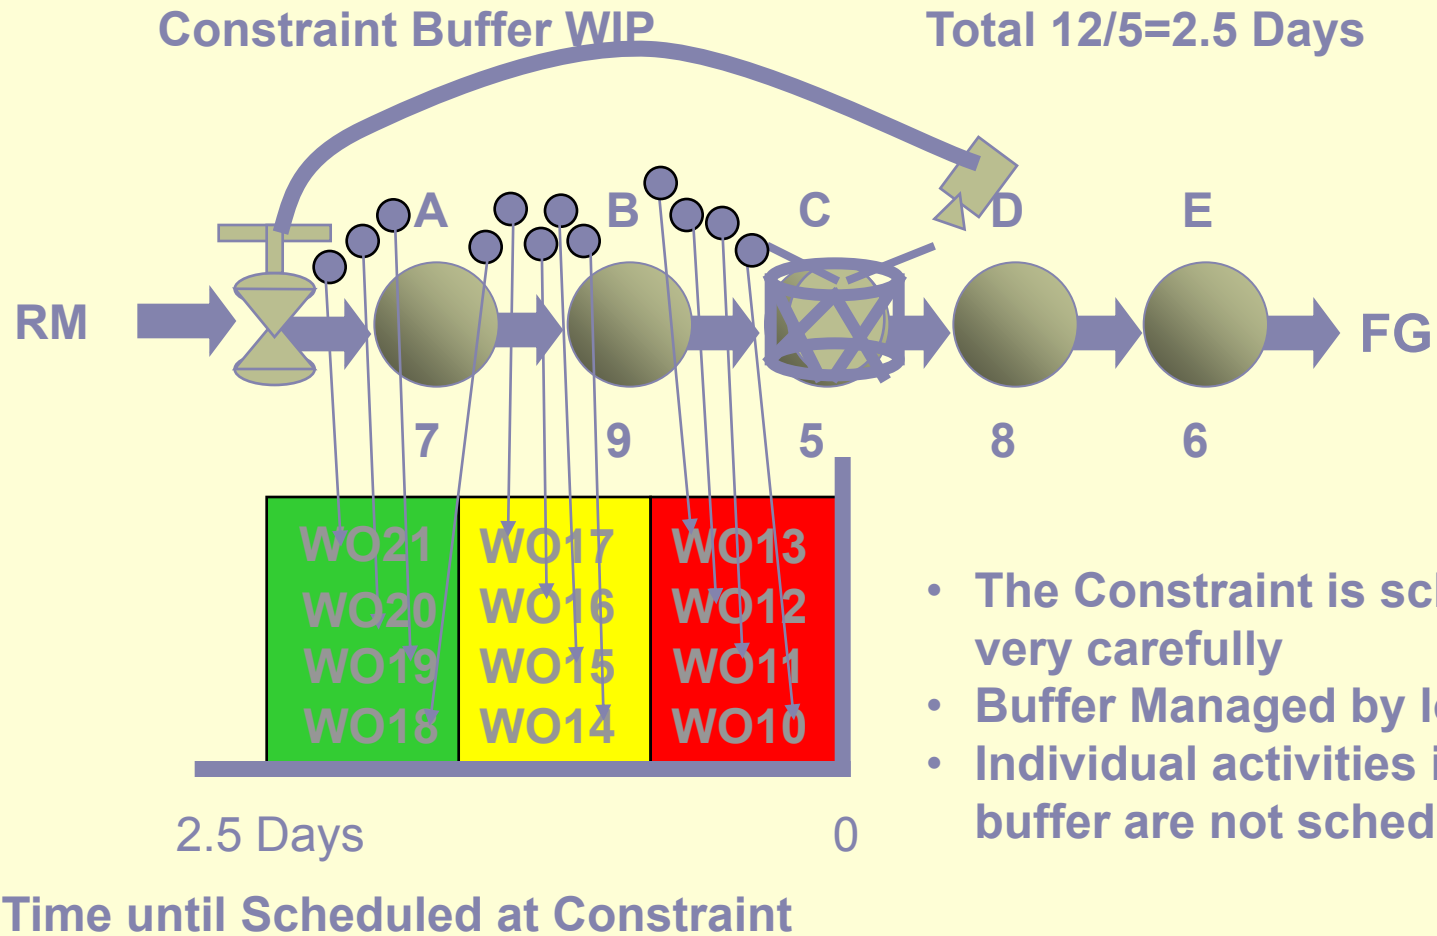 Constraint Buffer WIP
Total 12/5=2.5 Days
A B C D E
RM
FG
7 9 5 8 6
WO21 WO17 WO13
WO20 WO16 WO12
WO19 WO15 WO11
WO18 WO14 WO10
2.5 Days 0
Time until Scheduled at Constraint
• The Constraint is
very carefully
• Buffer Managed by
• Individual activities
buffer are not